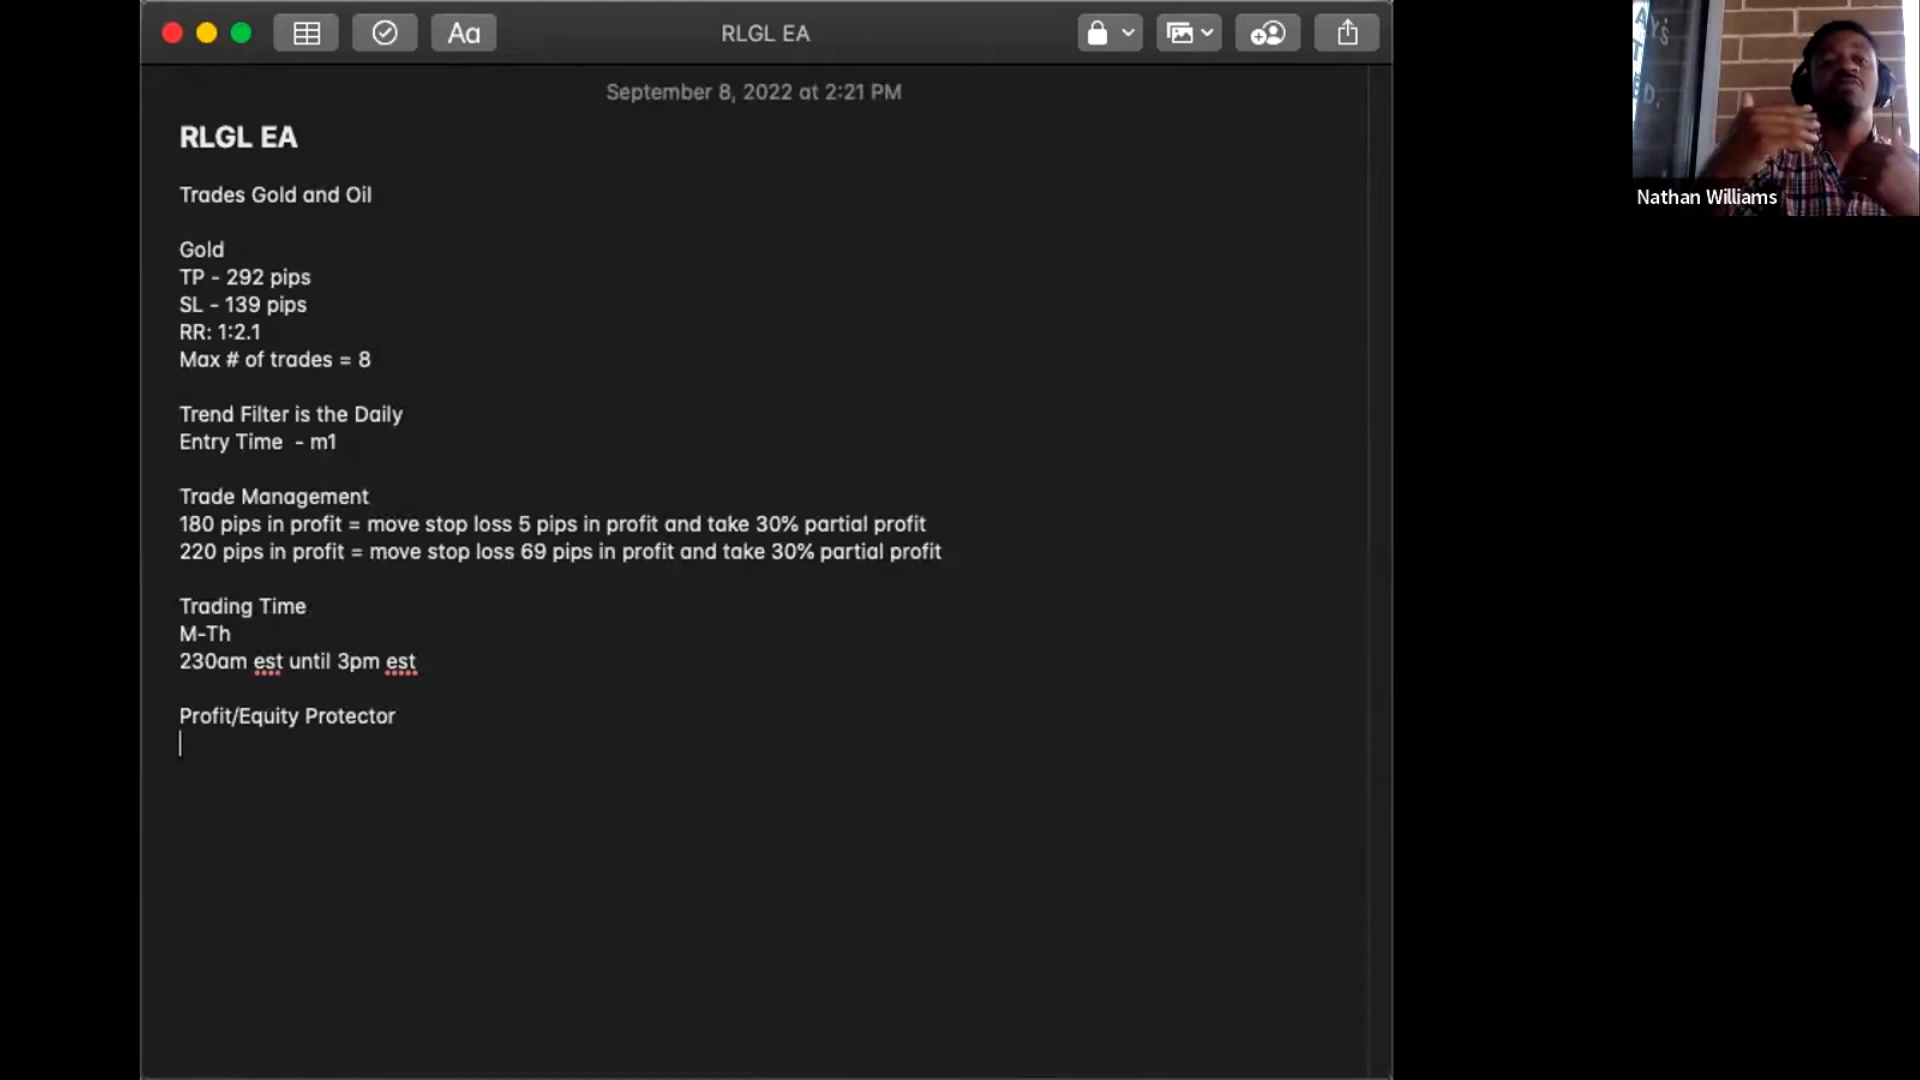 RLGL EA
September 8, 2022 at 2:21 PM
RLGL EA
Trades Gold and Oil
Gold
TP - 292 pips
SL - 139 pips
RR: 1:2.1
Max # of trades = 8
Trend Filter is the Daily
Entry Time  - m1
Trade Management
180 pips in profit = move stop loss 5 pips in profit and take 30% partial profit
220 pips in profit = move stop loss 69 pips in profit and take 30% partial profit
Trading Time
M-Th
230am est until 3pm est
Profit/Equity Protector
Aa
Nathan Williams